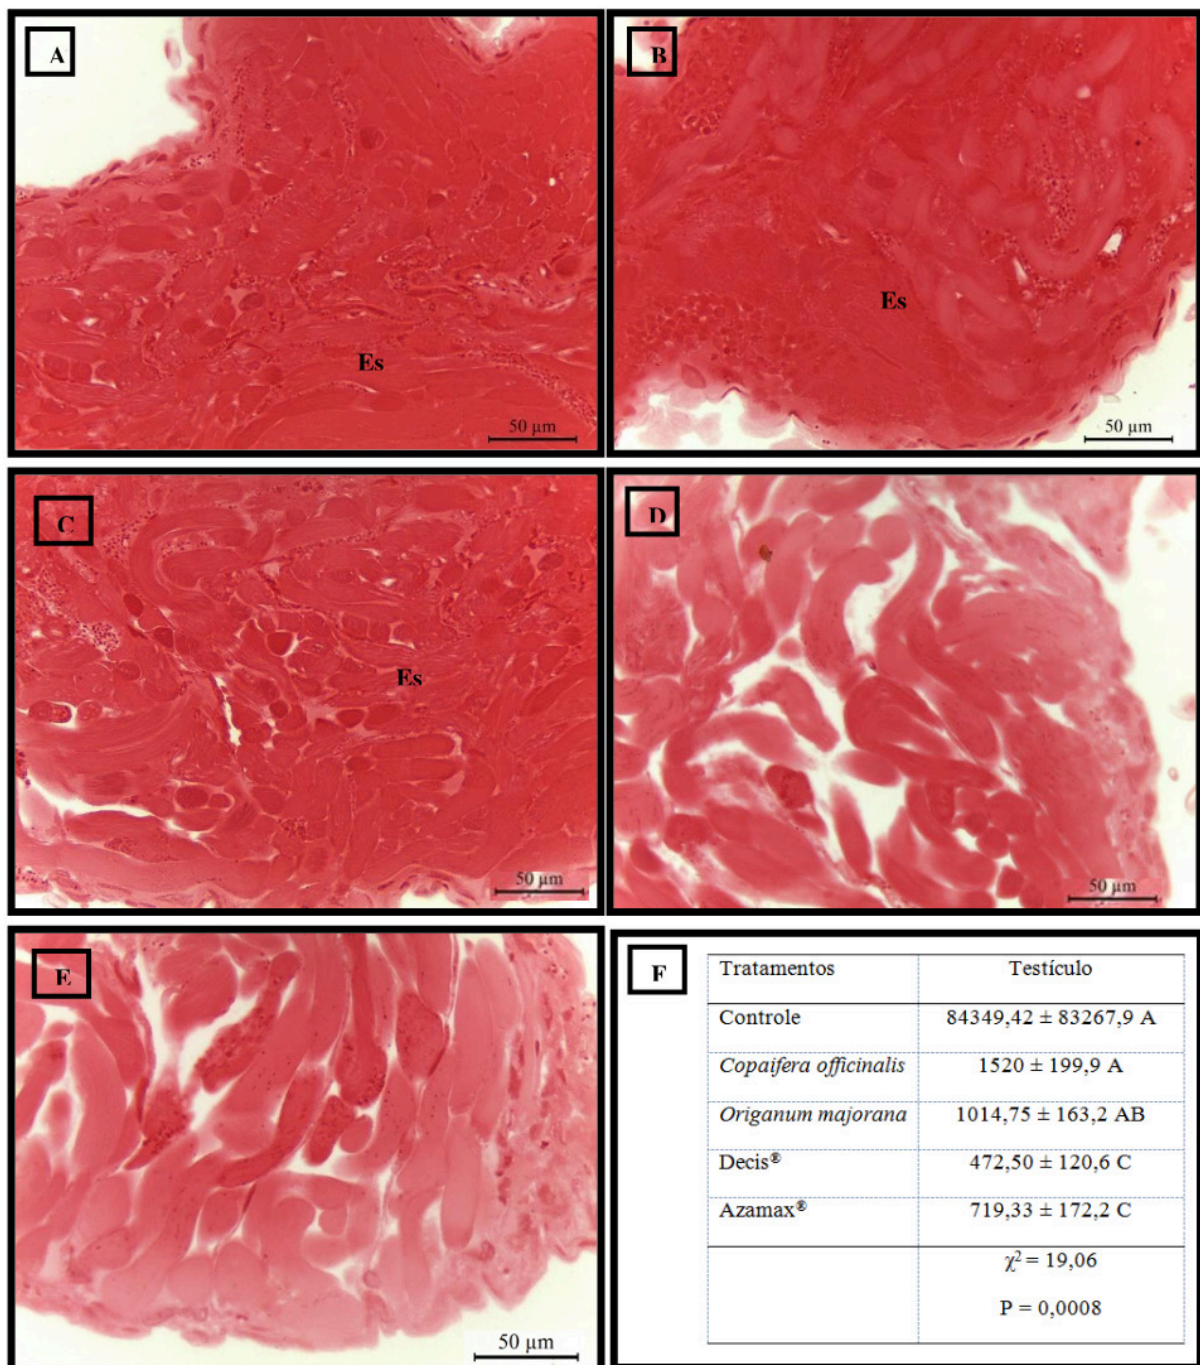 A
Es
50 µm
B
Es
50 µm
C
Es
50 µm
D
50 µm
E
50 µm
F
Tratamentos Testículo
Controle 84349,42 ± 83267,9 A
Copaifera officinalis 1520 ± 199,9 A
Origanum majorana 1014,75 ± 163,2 AB
Decis® 472,50 ± 120,6 C
Azamax® 719,33 ± 172,2 C
χ² = 19,06
P = 0,0008